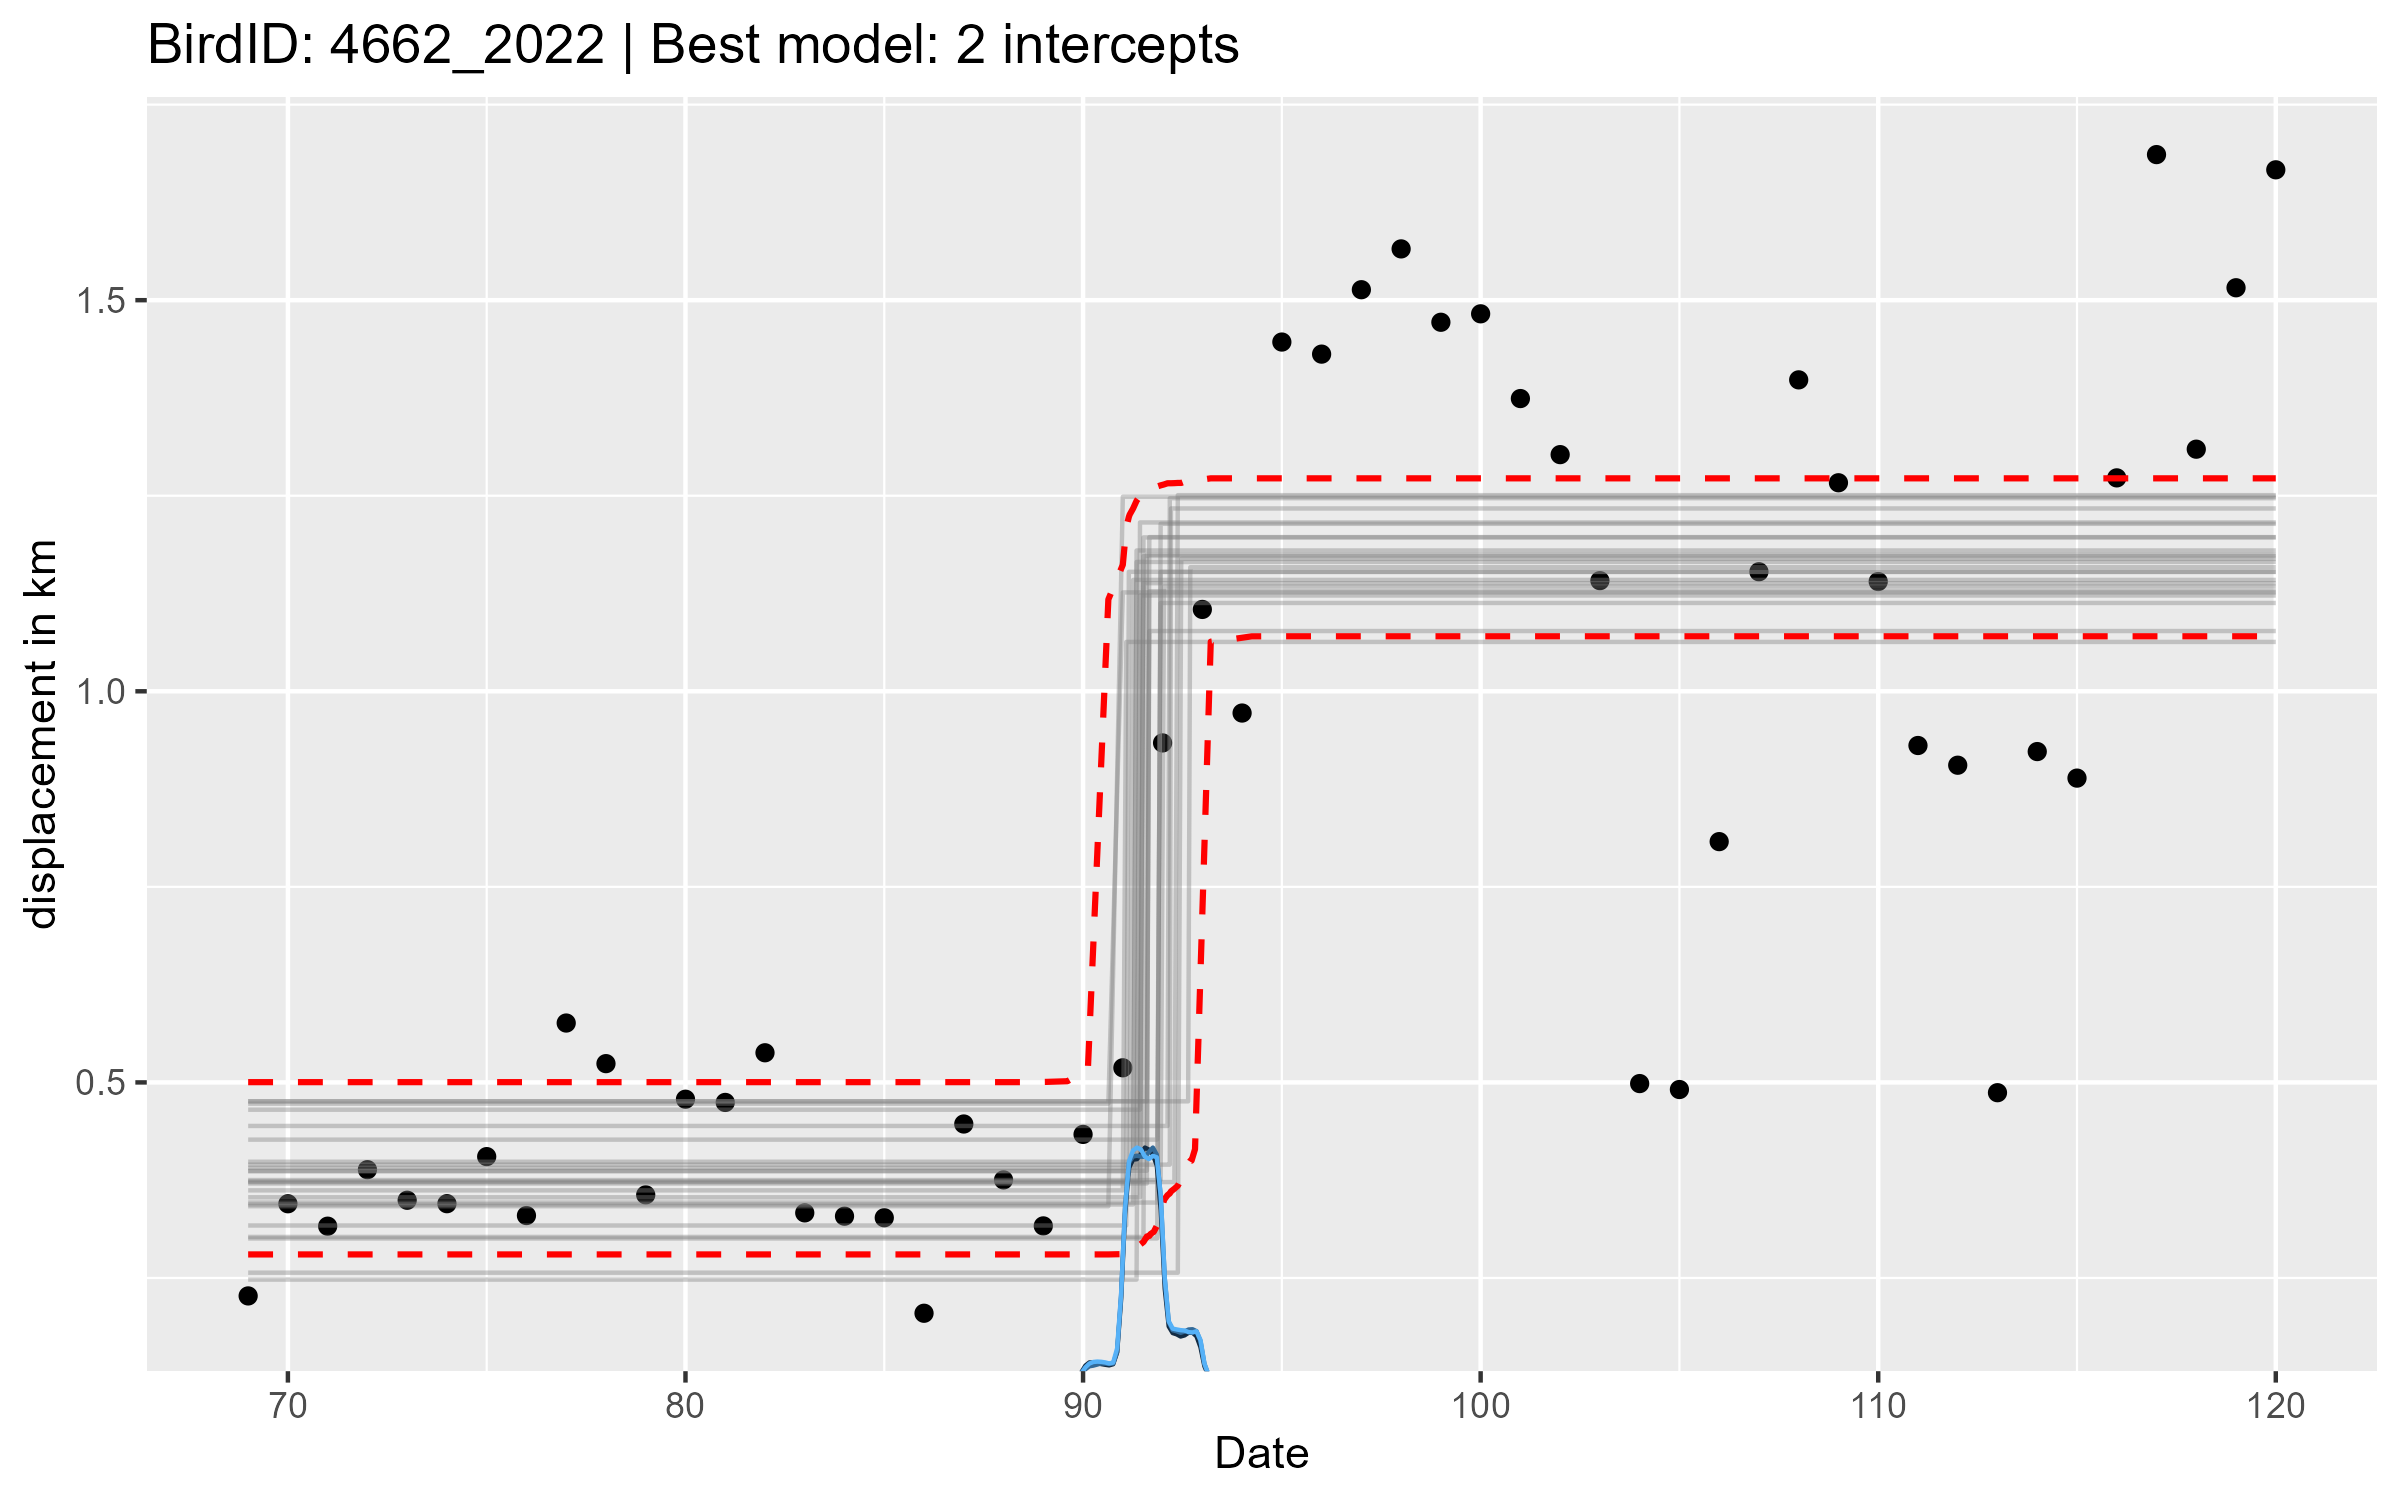 BirdID: 4662_2022 | Best model: 2 intercepts
displacement in km
1.5
1.0
0.5
70 80 90 100 110 120
Date